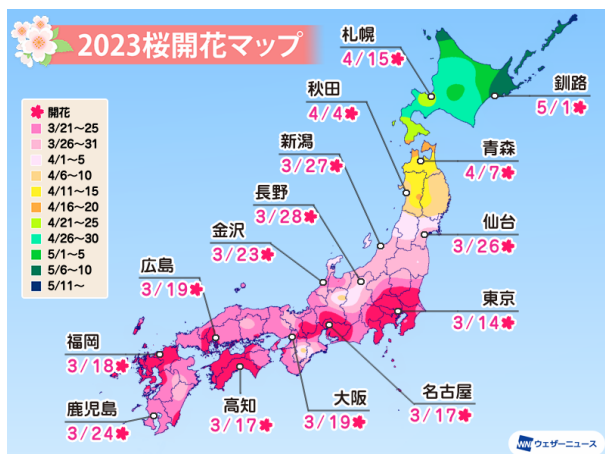 2023桜開花マップ
札幌
4/15
釧路
5/1
秋田
4/4
青森
4/7
新潟
3/27
仙台
3/26
長野
3/28
金沢
3/23
広島
3/19
東京
3/14
福岡
3/18
名古屋
3/17
大阪
3/19
高知
3/17
鹿児島
3/24
開花
3/21～25
3/26～31
4/1～5
4/6～10
4/11～15
4/16～20
4/21～25
4/26～30
5/1～5
5/6～10
5/11～
WN ウェザーニュース